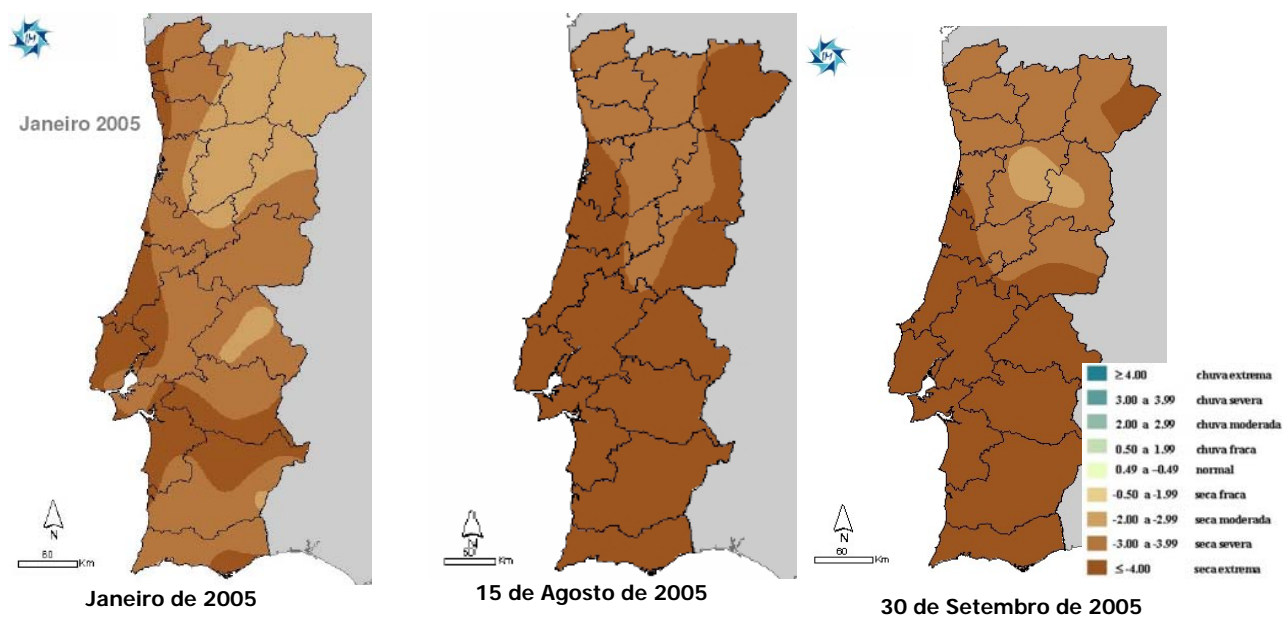 IM
Janeiro 2005
N
60
Km
Janeiro de 2005
N
Km
15 de Agosto de 2005
IM
N
60
Km
≥ 4.00 chuva extrema
3.00 a 3.99 chuva severa
2.00 a 2.99 chuva moderada
0.50 a 1.99 chuva fraca
0.49 a -0.49 normal
-0.50 a -1.99 seca fraca
-2.00 a -2.99 seca moderada
-3.00 a -3.99 seca severa
≤ -4.00 seca extrema
30 de Setembro de 2005